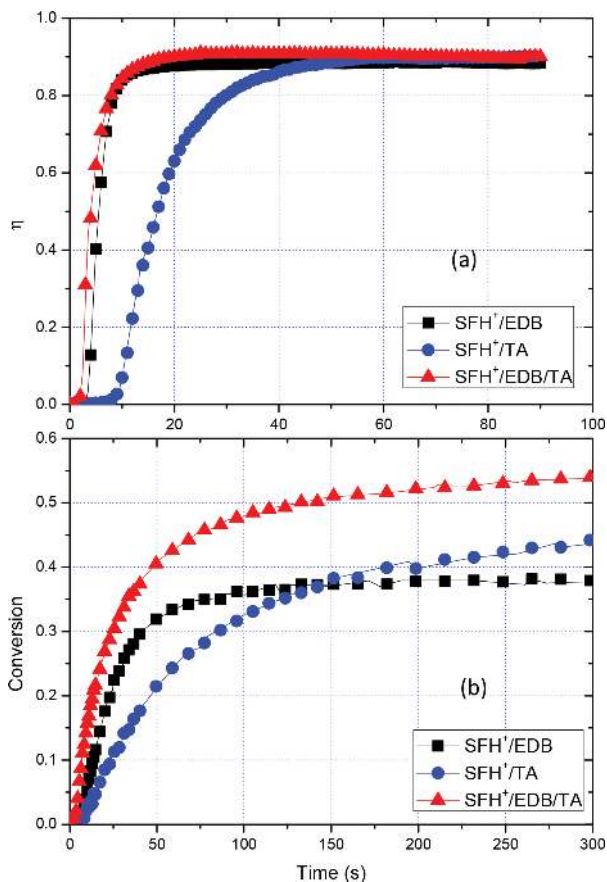 1.0
0.8
0.6
η
0.4
(a)
SFH⁺/EDB
0.2
SFH⁺/TA
SFH⁺/EDB/TA
0.0
0 20 40 60 80 100
0.6
0.5
0.4
Conversion
0.3
0.2
(b)
0.1
SFH⁺/EDB
SFH⁺/TA
SFH⁺/EDB/TA
0.0
0 50 100 150 200 250 300
Time (s)